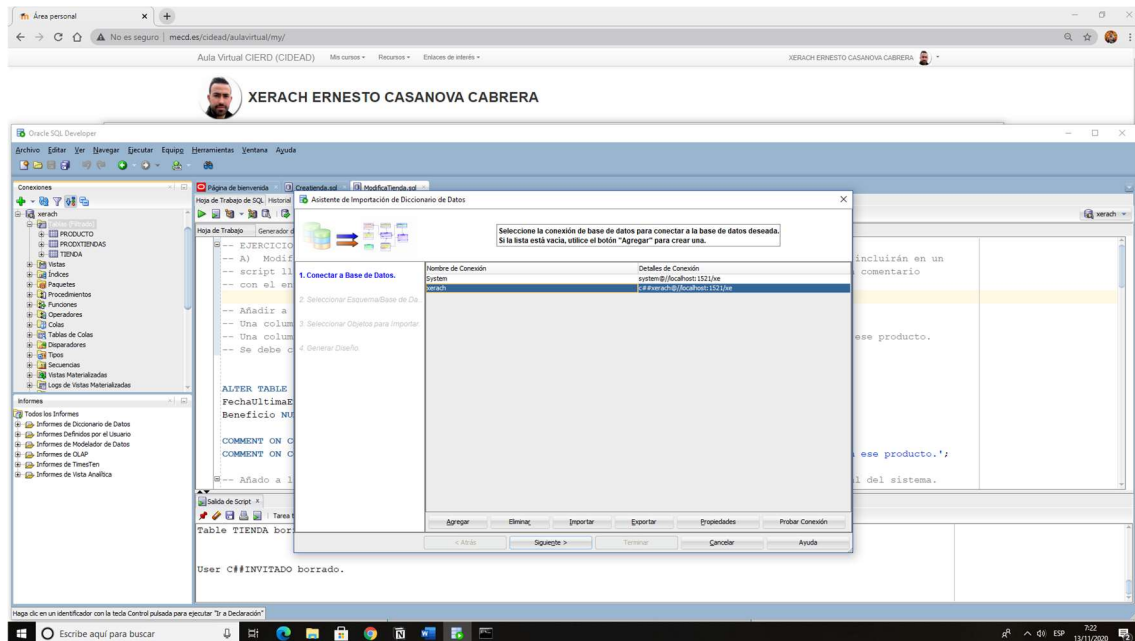 Área personal
No es seguro | mecd.es/cidead/aulavirtual/my/
Aula Virtual CIERD (CIDEAD) Mis cursos Recursos Enlaces de interés XERACH ERNESTO CASANOVA CABRERA
XERACH ERNESTO CASANOVA CABRERA
Oracle SQL Developer
Archivo Editar Ver Navegar Ejecutar Equipo Herramientas Ventana Ayuda
Conexiones
xerach
PRODUCTO
PRODXTIENDAS
TIENDA
Vistas
Índices
Paquetes
Procedimientos
Funciones
Operadores
Colas
Tablas de Colas
Disparadores
Tipos
Secuencias
Vistas Materializadas
Logs de Vistas Materializadas
Informes
Todos los Informes
Informes de Diccionario de Datos
Informes Definidos por el Usuario
Informes de Modelador de Datos
Informes de OLAP
Informes de TimesTen
Informes de Vista Analítica
Página de bienvenida Creatienda.sql ModificaTienda.sql
Hoja de Trabajo de SQL Historial
xerach
Hoja de Trabajo Generador d
-- EJERCICIO
-- A) Modif incluirán en un
-- script ll comentario
-- con el en
-- Añadir a
-- Una colum
-- Una colum ese producto.
-- Se debe c
ALTER TABLE
FechaUltimaE
Beneficio NU
COMMENT ON C
COMMENT ON C ese producto.';
-- Añado a l l del sistema.
Asistente de Importación de Diccionario de Datos
Seleccione la conexión de base de datos para conectar a la base de datos deseada.
Si la lista está vacía, utilice el botón "Agregar" para crear una.
1. Conectar a Base de Datos.
2 Seleccionar Esquema/Base de Da...
3 Seleccionar Objetos para Importar
4 Generar Diseño
Nombre de Conexión Detalles de Conexión
System system@//localhost:1521/xe
xerach c##xerach@//localhost:1521/xe
Agregar Eliminar Importar Exportar Propiedades Probar Conexión
< Atrás Siguiente > Terminar Cancelar Ayuda
Salida de Script
Tarea t
Table TIENDA bor
User C##INVITADO borrado.
Haga clic en un identificador con la tecla Control pulsada para ejecutar "Ir a Declaración"
Escribe aquí para buscar
ESP
7:22
13/11/2020